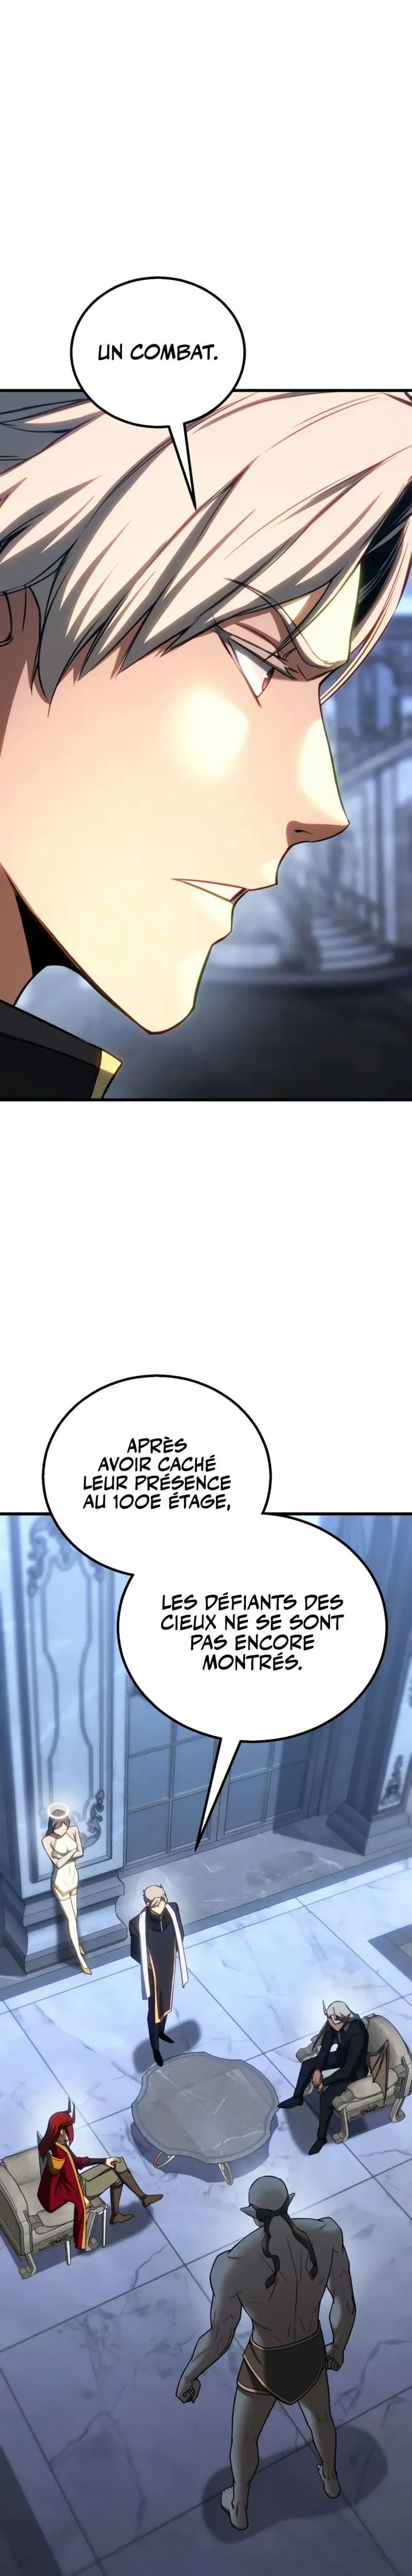 UN COMBAT.
APRÈS
AVOIR CACHÉ
LEUR PRÉSENCE
AU 100E ÉTAGE,
LES DÉFIANTS DES
CIEUX NE SE SONT
PAS ENCORE
MONTRÉS.